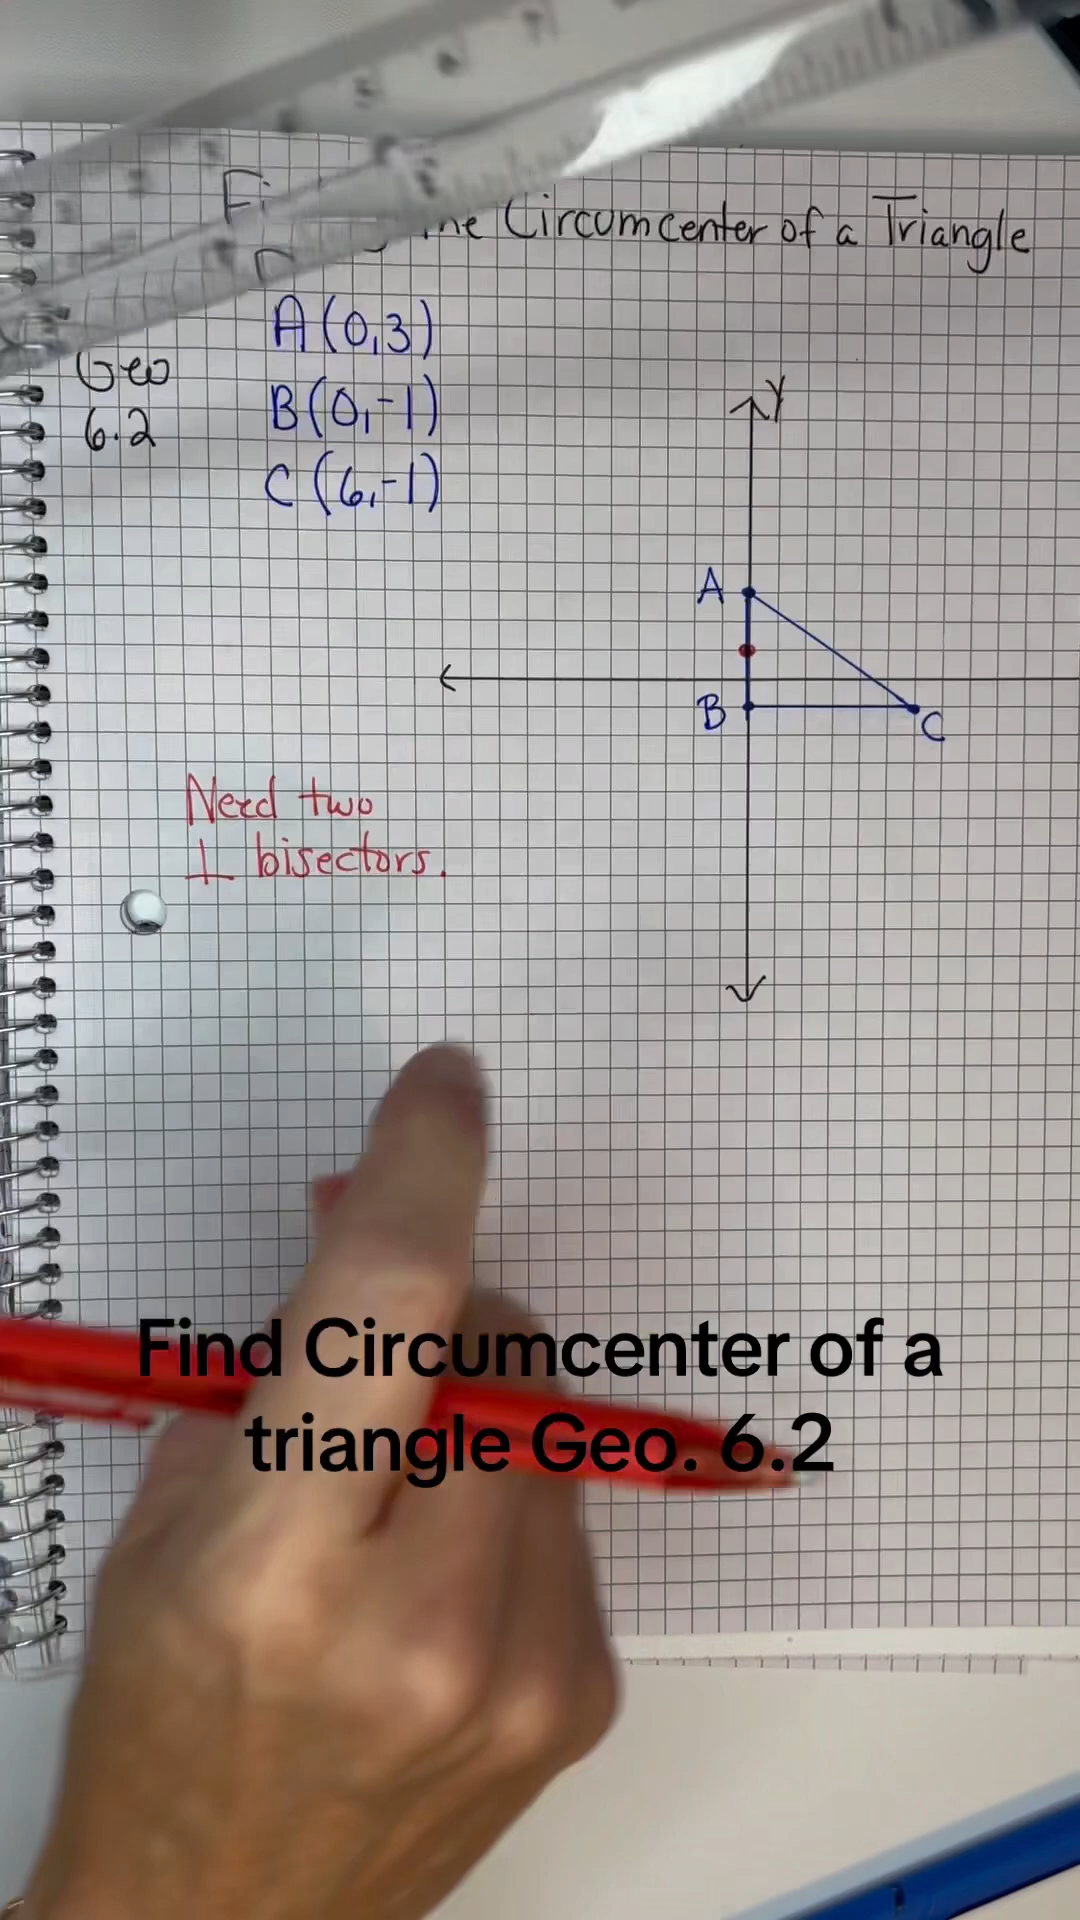 the Circumcenter of a Triangle
A(0,3)
Geo
6.2
B(0,-1)
C(6,-1)
Y
A
B
C
Need two
⊥ bisectors.
Find Circumcenter of a
triangle Geo. 6.2